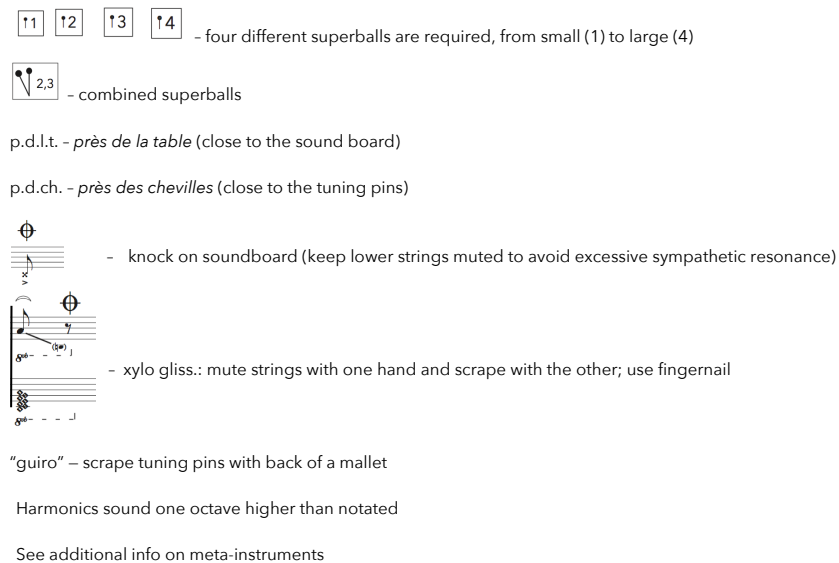 1 2 3 4 – four different superballs are required, from small (1) to large (4)
2,3 – combined superballs
p.d.l.t. – près de la table (close to the sound board)
p.d.ch. – près des chevilles (close to the tuning pins)
– knock on soundboard (keep lower strings muted to avoid excessive sympathetic resonance)
8vb
– xylo gliss.: mute strings with one hand and scrape with the other; use fingernail
8vb
“guiro” – scrape tuning pins with back of a mallet
Harmonics sound one octave higher than notated
See additional info on meta-instruments